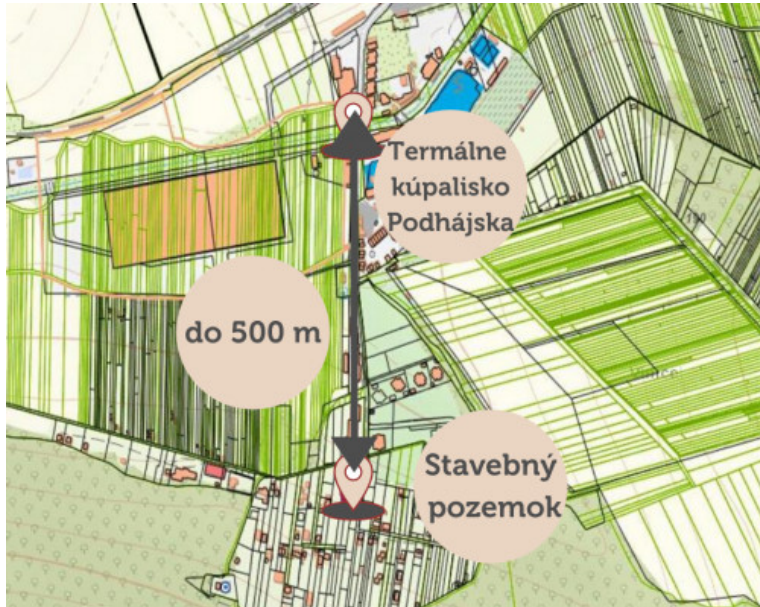 Termálne
kúpalisko
Podhájska
do 500 m
Stavebný
pozemok